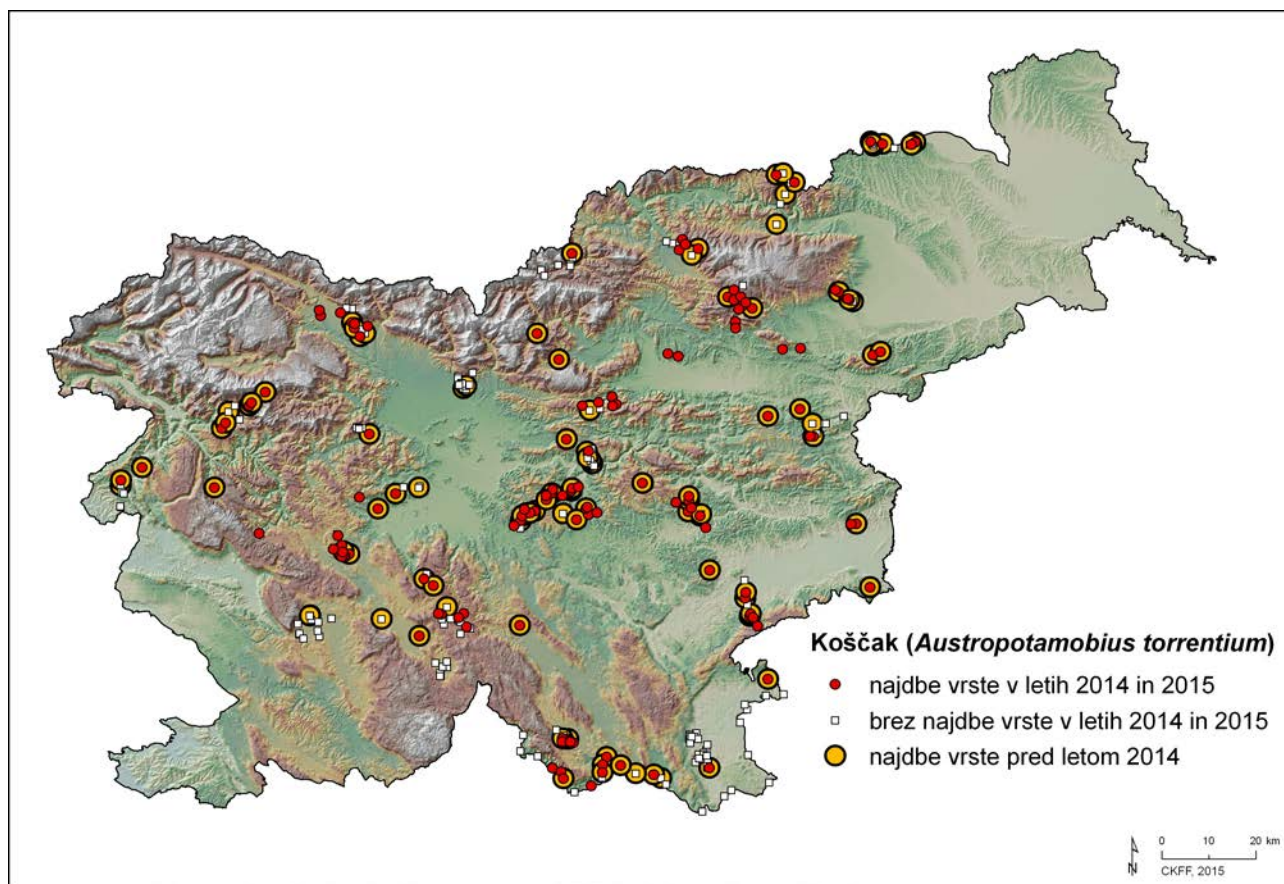 Koščak (Austropotamobius torrentium)
najdbe vrste v letih 2014 in 2015
brez najdbe vrste v letih 2014 in 2015
najdbe vrste pred letom 2014
N
0 10 20 km
CKFF, 2015